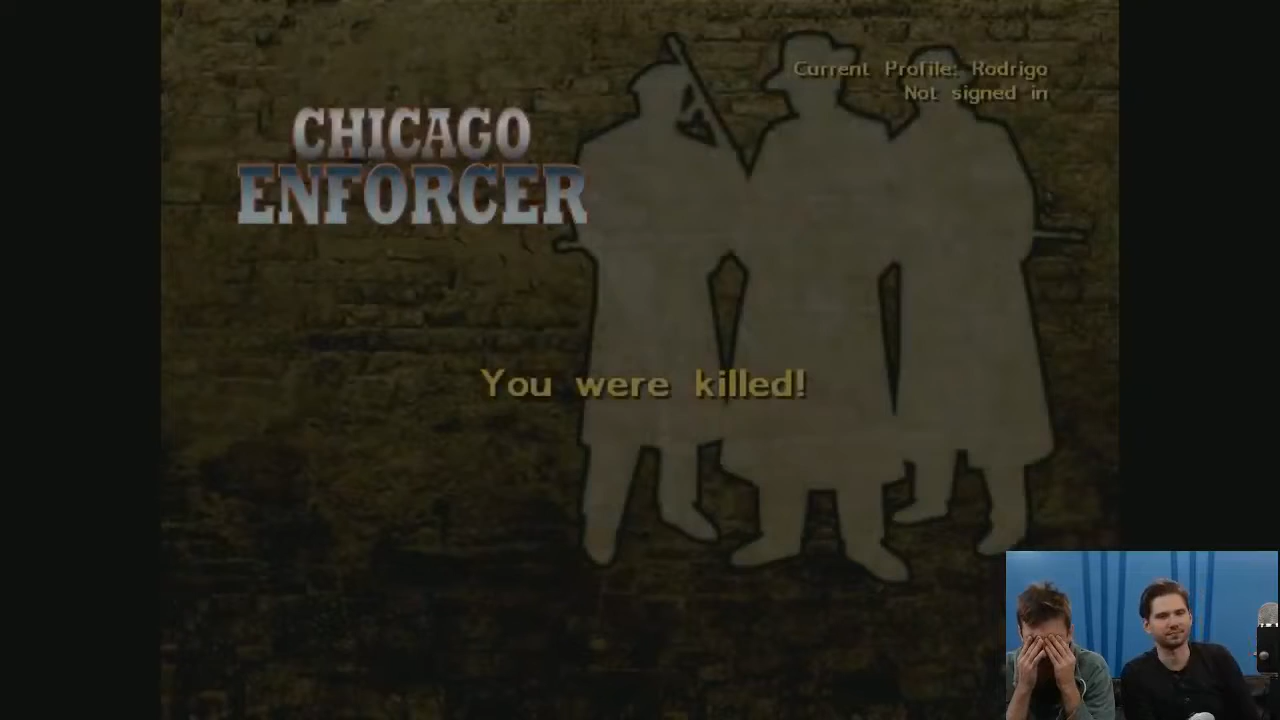 Current Profile: Rodrigo
Not signed in
CHICAGO
ENFORCER
You were killed!